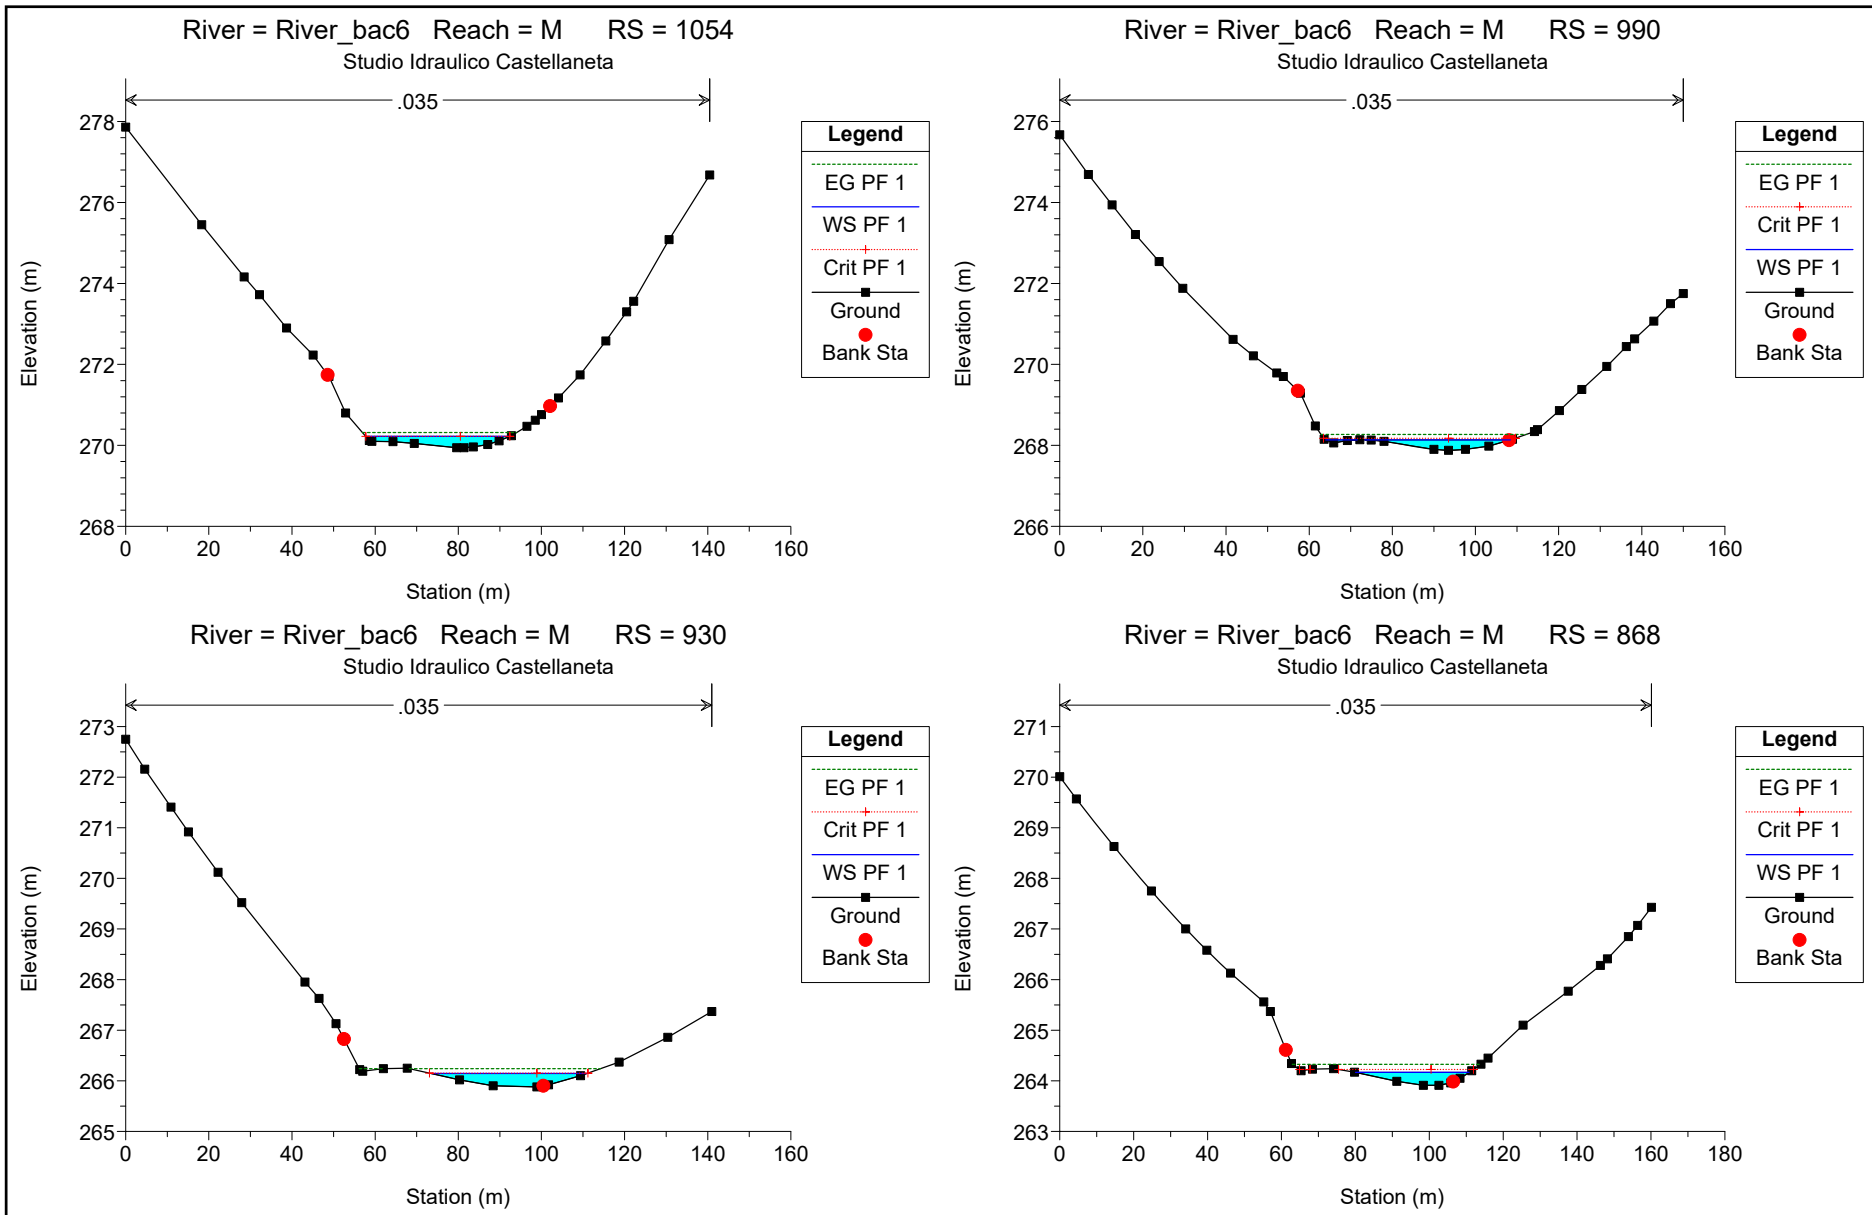 River = River_bac6 Reach = M RS = 1054
Studio Idraulico Castellaneta
.035
278
276
274
272
270
268
Elevation (m)
0 20 40 60 80 100 120 140 160
Station (m)
Legend
EG PF 1
WS PF 1
Crit PF 1
Ground
Bank Sta
River = River_bac6 Reach = M RS = 990
Studio Idraulico Castellaneta
.035
276
274
272
270
268
266
Elevation (m)
0 20 40 60 80 100 120 140 160
Station (m)
Legend
EG PF 1
Crit PF 1
WS PF 1
Ground
Bank Sta
River = River_bac6 Reach = M RS = 930
Studio Idraulico Castellaneta
.035
273
272
271
270
269
268
267
266
265
Elevation (m)
0 20 40 60 80 100 120 140 160
Station (m)
Legend
EG PF 1
Crit PF 1
WS PF 1
Ground
Bank Sta
River = River_bac6 Reach = M RS = 868
Studio Idraulico Castellaneta
.035
271
270
269
268
267
266
265
264
263
Elevation (m)
0 20 40 60 80 100 120 140 160 180
Station (m)
Legend
EG PF 1
Crit PF 1
WS PF 1
Ground
Bank Sta